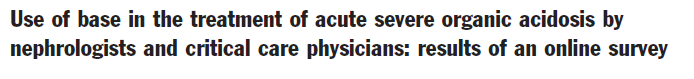 Use of base in the treatment of acute severe organic acidosis by
nephrologists and critical care physicians: results of an online survey